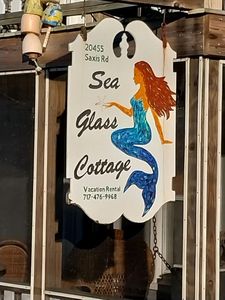 20455
Saxis Rd
Sea
Glass
Cottage
Vacation Rental
717-476-9968